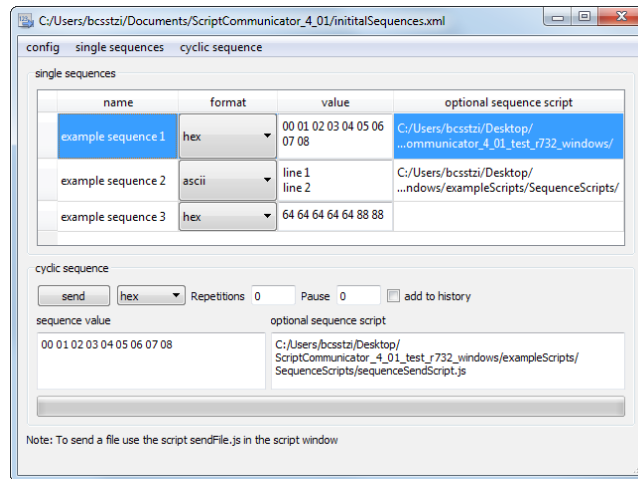 C:/Users/bcsstzi/Documents/ScriptCommunicator_4_01/inititalSequences.xml
config single sequences cyclic sequence
single sequences
name format value optional sequence script
example sequence 1 hex 00 01 02 03 04 05 06 07 08 C:/Users/bcsstzi/Desktop/ ...ommunicator_4_01_test_r732_windows/
example sequence 2 ascii line 1 line 2 C:/Users/bcsstzi/Desktop/ ...ndows/exampleScripts/SequenceScripts/
example sequence 3 hex 64 64 64 64 64 88 88
cyclic sequence
send hex Repetitions 0 Pause 0 add to history
sequence value optional sequence script
00 01 02 03 04 05 06 07 08 C:/Users/bcsstzi/Desktop/
ScriptCommunicator_4_01_test_r732_windows/exampleScripts/
SequenceScripts/sequenceSendScript.js
Note: To send a file use the script sendFile.js in the script window